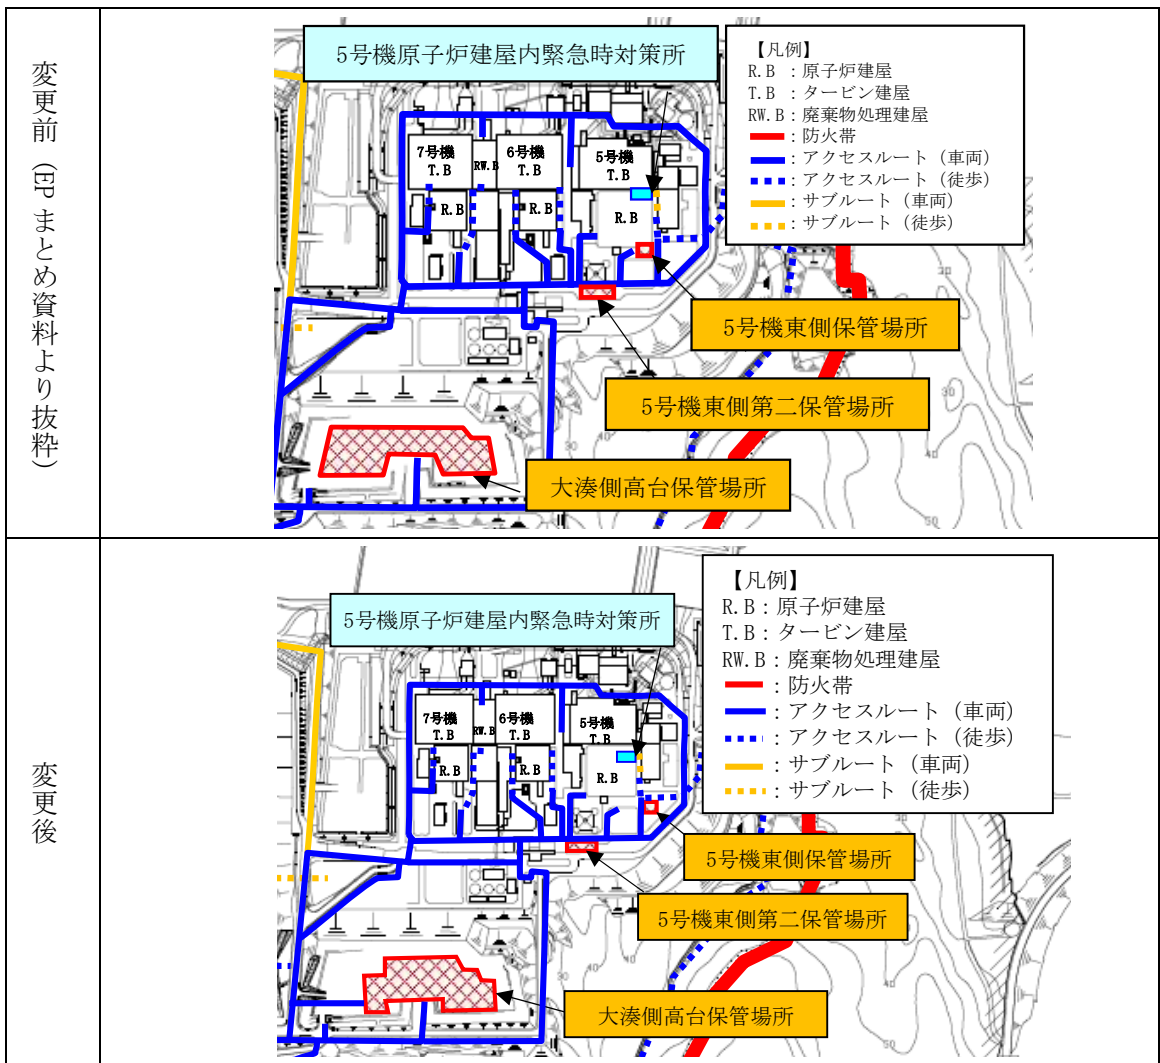 変更前（EPまとめ資料より抜粋）
5号機原子炉建屋内緊急時対策所
【凡例】
R.B ：原子炉建屋
T.B ：タービン建屋
RW.B ：廃棄物処理建屋
：防火帯
：アクセスルート（車両）
：アクセスルート（徒歩）
：サブルート（車両）
：サブルート（徒歩）
7号機
T.B
RW.B
6号機
T.B
5号機
T.B
R.B
R.B
R.B
5号機東側保管場所
5号機東側第二保管場所
大湊側高台保管場所
30
40
30
40
50
変更後
5号機原子炉建屋内緊急時対策所
【凡例】
R.B：原子炉建屋
T.B：タービン建屋
RW.B：廃棄物処理建屋
：防火帯
：アクセスルート（車両）
：アクセスルート（徒歩）
：サブルート（車両）
：サブルート（徒歩）
7号機
T.B
RW.B
6号機
T.B
5号機
T.B
R.B
R.B
R.B
5号機東側保管場所
5号機東側第二保管場所
大湊側高台保管場所
30
40
40
50